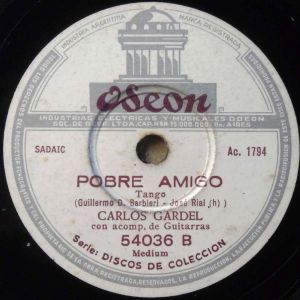 INDUSTRIA ARGENTINA
MARCA REGISTRADA
odeon
INDUSTRIAS ELECTRICAS Y MUSICALES ODEON
SADAIC
Ac. 1794
POBRE AMIGO
Tango
(Guillermo D. Barbieri - José Rial (h) )
CARLOS GARDEL
con acomp. de Guitarras
54036 B
Medium
Serie: DISCOS DE COLECCION